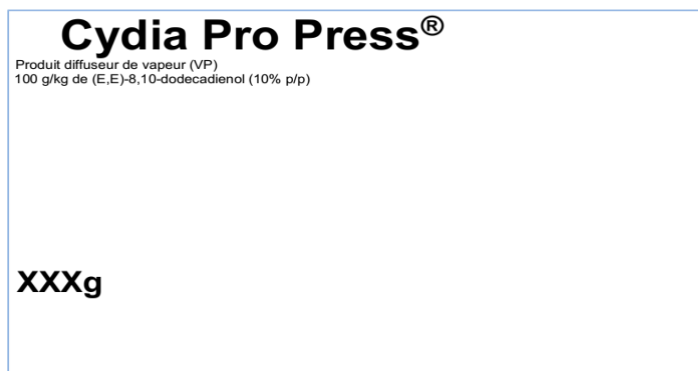 Cydia Pro Press®
Produit diffuseur de vapeur (VP)
100 g/kg de (E,E)-8,10-dodecadienol (10% p/p)
XXXg